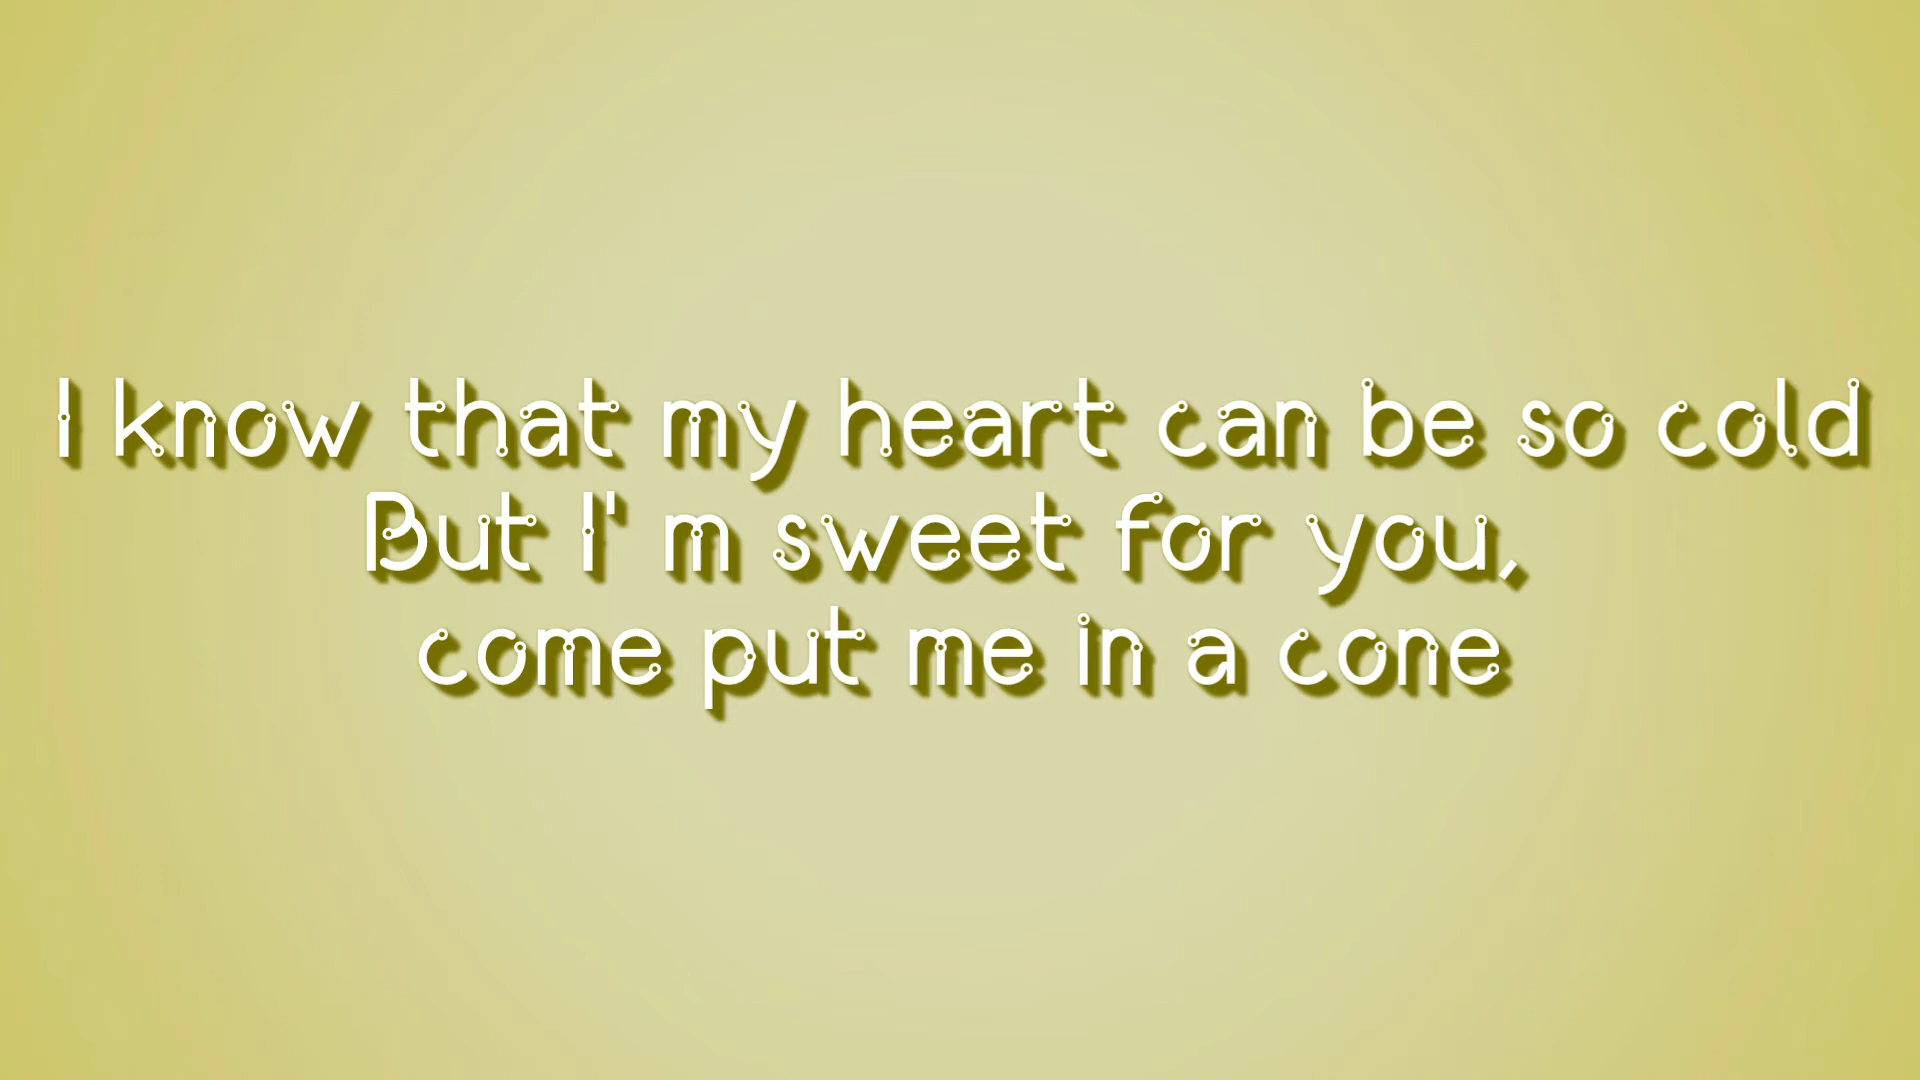 I know that my heart can be so cold
But I' m sweet for you,
come put me in a cone